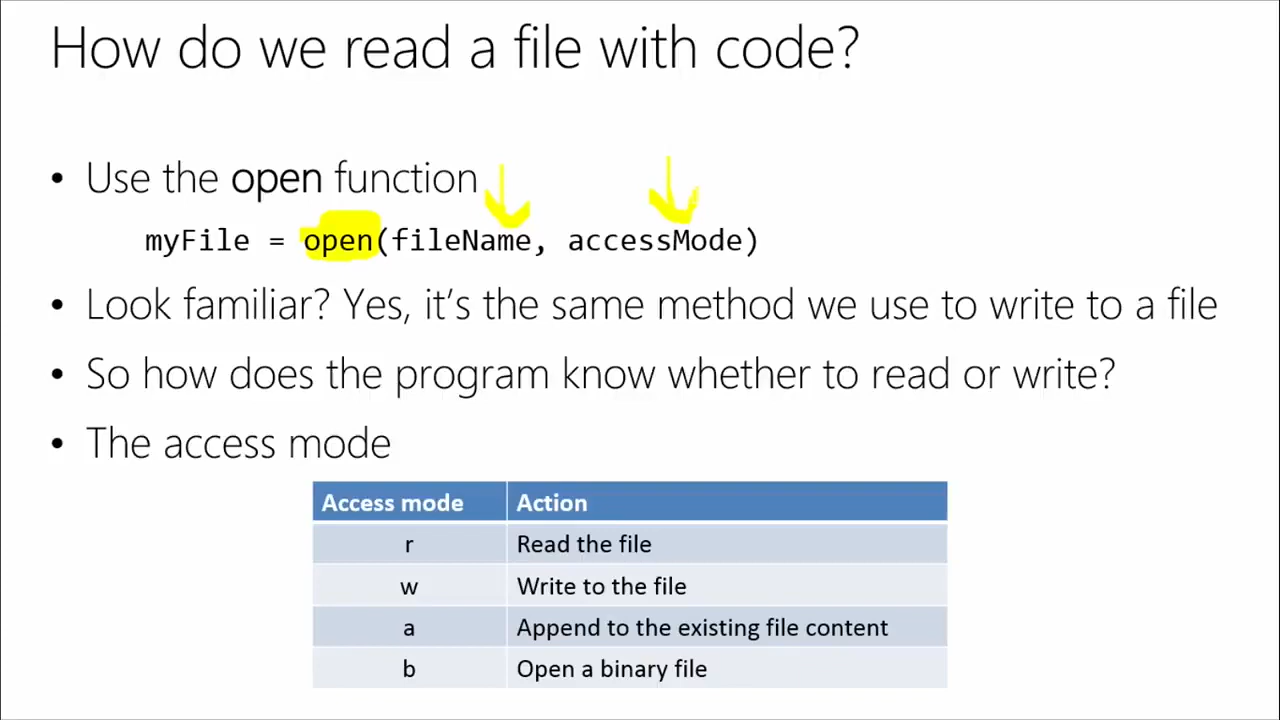 How do we read a file with code?
• Use the open function
myFile = open(fileName, accessMode)
• Look familiar? Yes, it's the same method we use to write to a file
• So how does the program know whether to read or write?
• The access mode
Access mode Action
r Read the file
w Write to the file
a Append to the existing file content
b Open a binary file